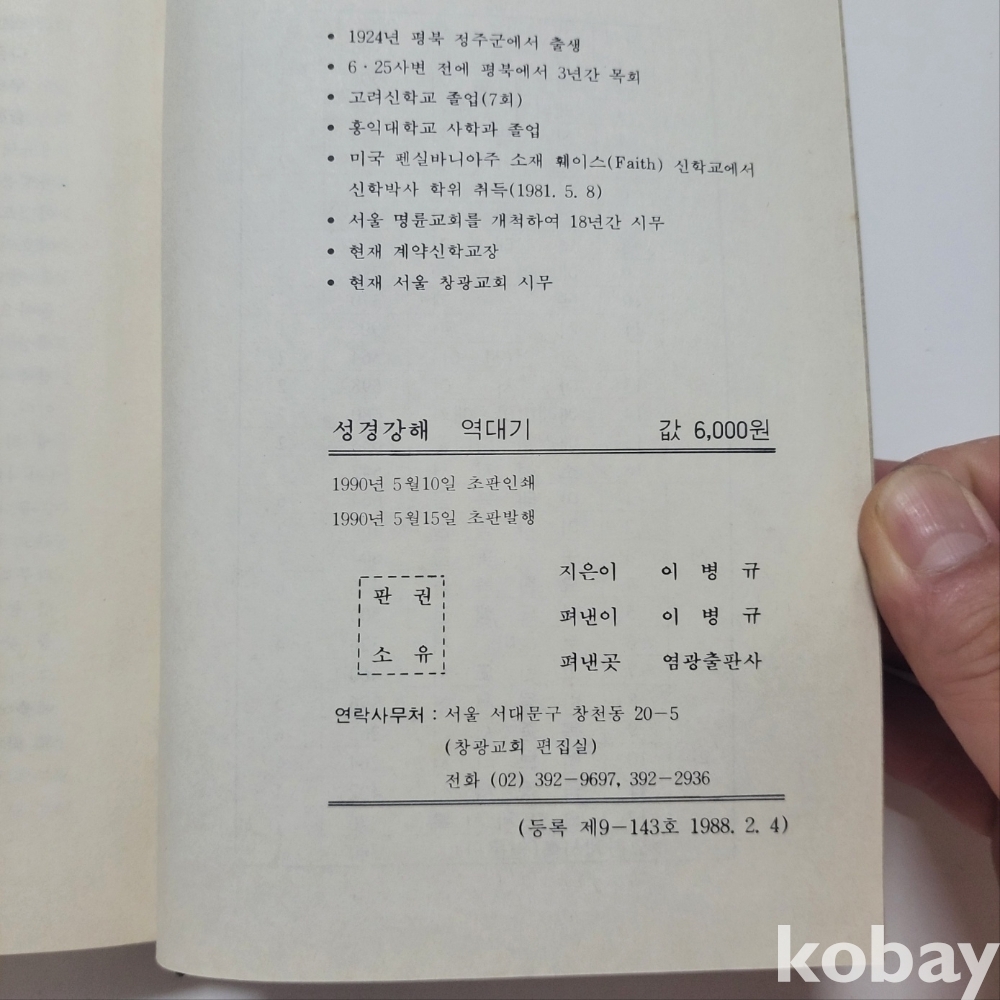 • 1924년 평북 정주군에서 출생
• 6·25사변 전에 평북에서 3년간 목회
• 고려신학교 졸업(7회)
• 홍익대학교 사학과 졸업
• 미국 펜실바니아주 소재 훼이스(Faith) 신학교에서
신학박사 학위 취득(1981. 5. 8)
• 서울 명륜교회를 개척하여 18년간 시무
• 현재 계약신학교장
• 현재 서울 창광교회 시무
성경강해 역대기 값 6,000원
1990년 5월10일 초판인쇄
1990년 5월15일 초판발행
지은이 이 병 규
판 권
펴낸이 이 병 규
소 유
펴낸곳 염광출판사
연락사무처 : 서울 서대문구 창천동 20-5
(창광교회 편집실)
전화 (02) 392-9697, 392-2936
(등록 제9-143호 1988. 2. 4)
kobay